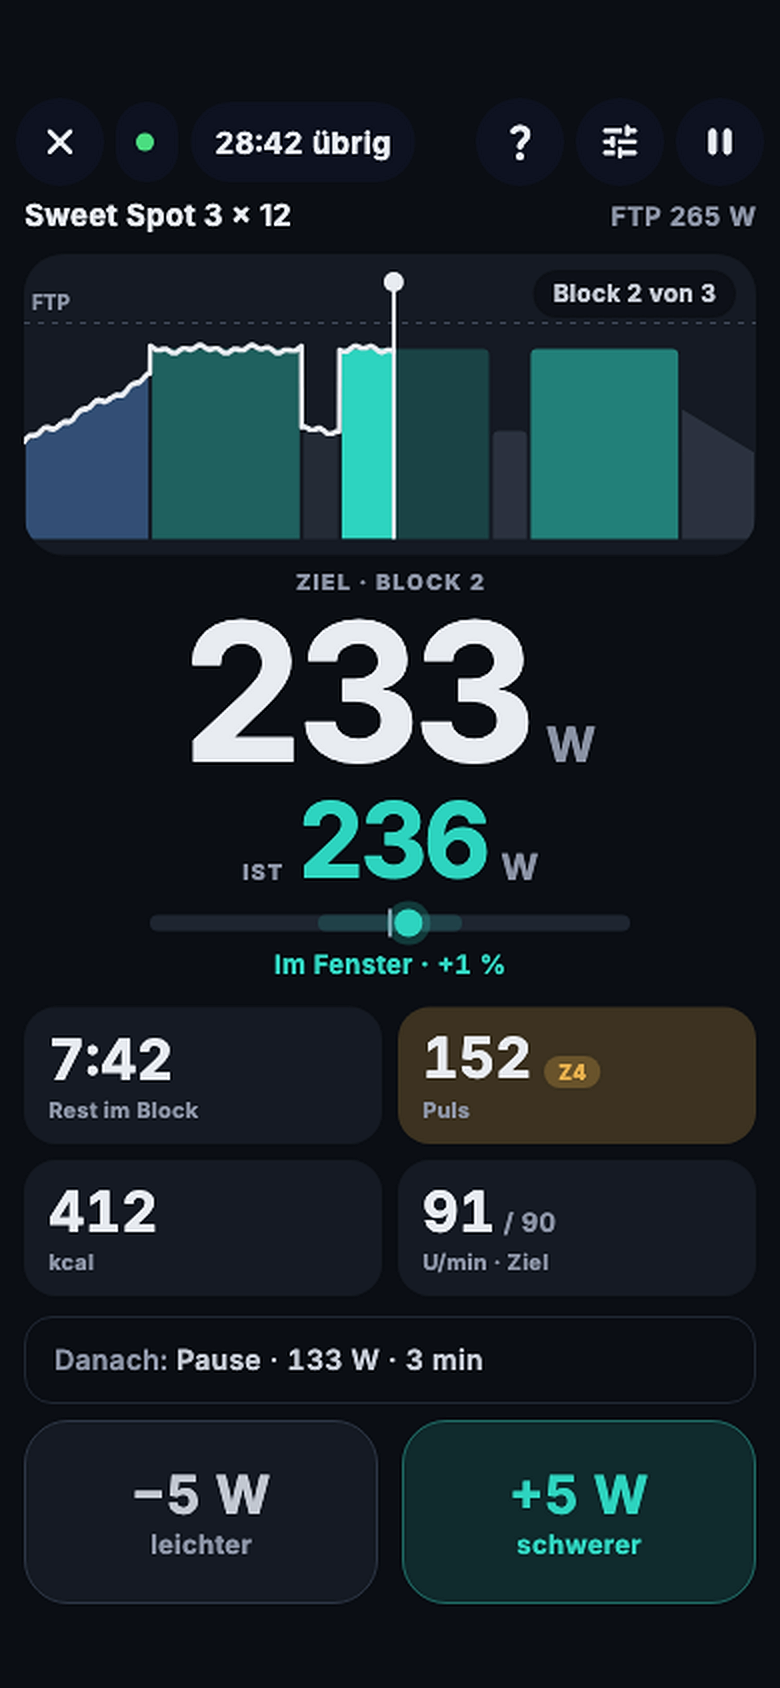 28:42 übrig
?
Sweet Spot 3 × 12
FTP 265 W
FTP
Block 2 von 3
ZIEL · BLOCK 2
233 W
IST 236 W
Im Fenster · +1 %
7:42
Rest im Block
152 Z4
Puls
412
kcal
91 / 90
U/min · Ziel
Danach: Pause · 133 W · 3 min
−5 W
leichter
+5 W
schwerer